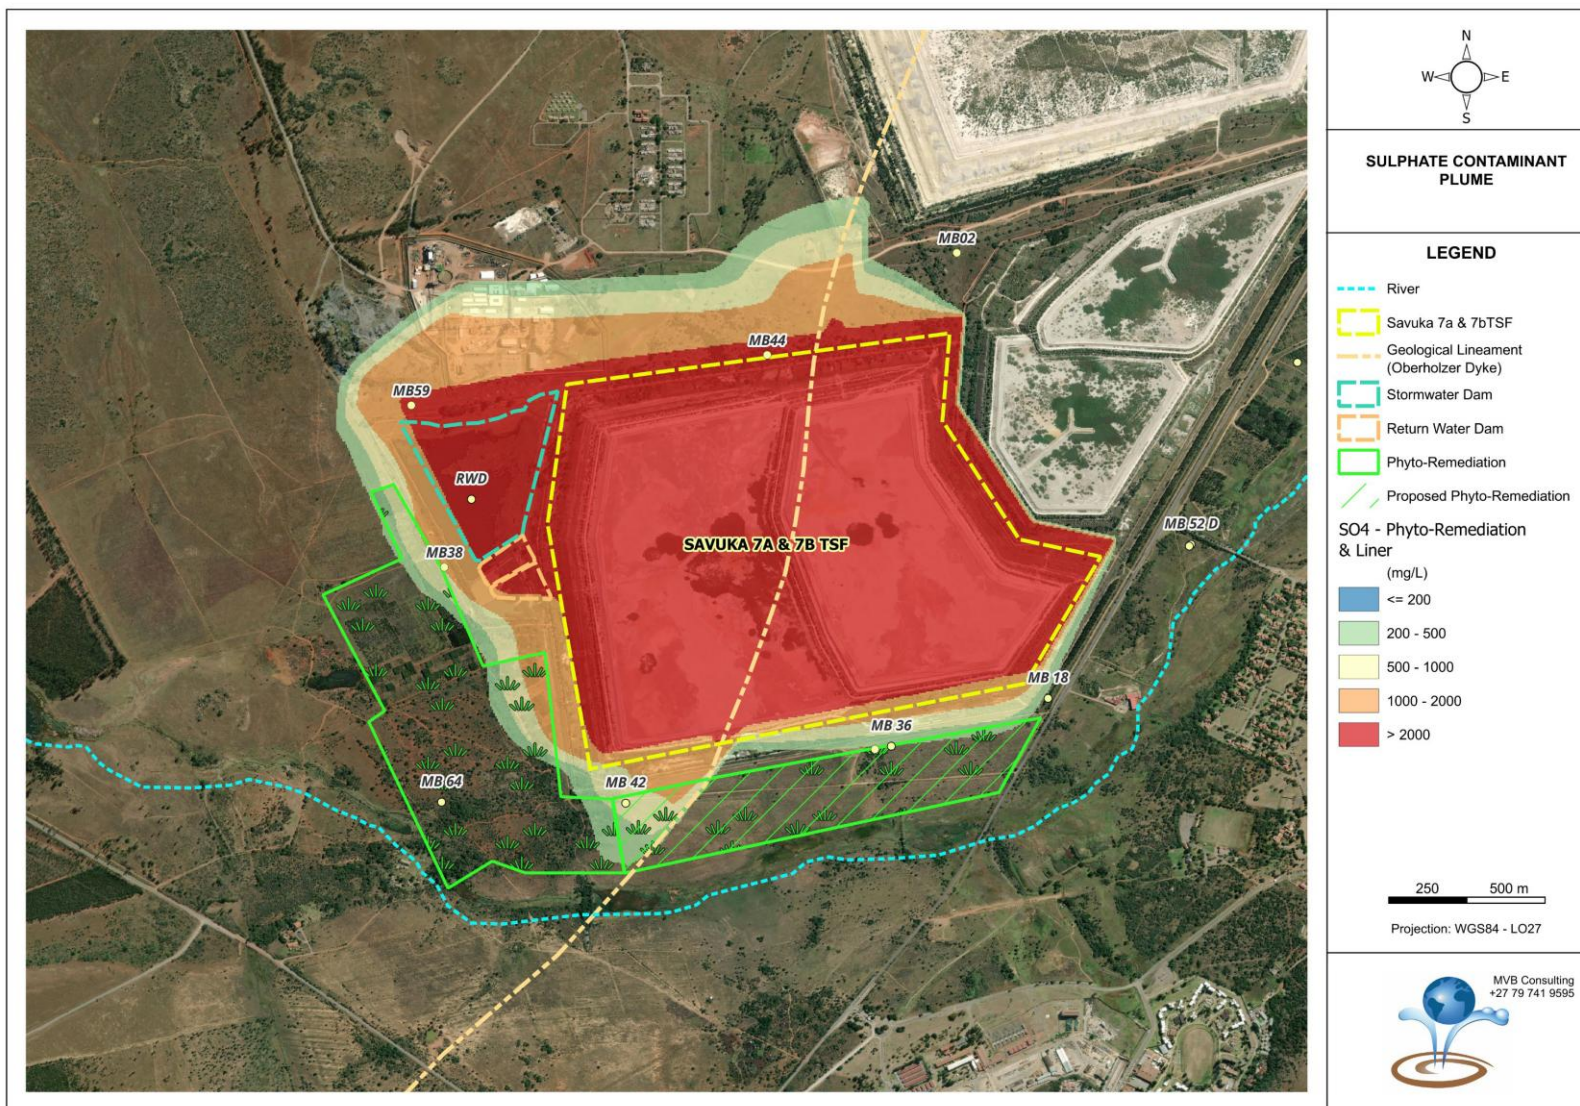 N
W E
S
SULPHATE CONTAMINANT
PLUME
LEGEND
River
Savuka 7a & 7bTSF
Geological Lineament
(Oberholzer Dyke)
Stormwater Dam
Return Water Dam
Phyto-Remediation
Proposed Phyto-Remediation
SO4 - Phyto-Remediation
& Liner
(mg/L)
<= 200
200 - 500
500 - 1000
1000 - 2000
> 2000
250 500 m
Projection: WGS84 - LO27
MVB Consulting
+27 79 741 9595
MB02
MB44
MB59
RWD
MB 52 D
SAVUKA 7A & 7B TSF
MB38
MB 18
MB 36
MB 64
MB 42